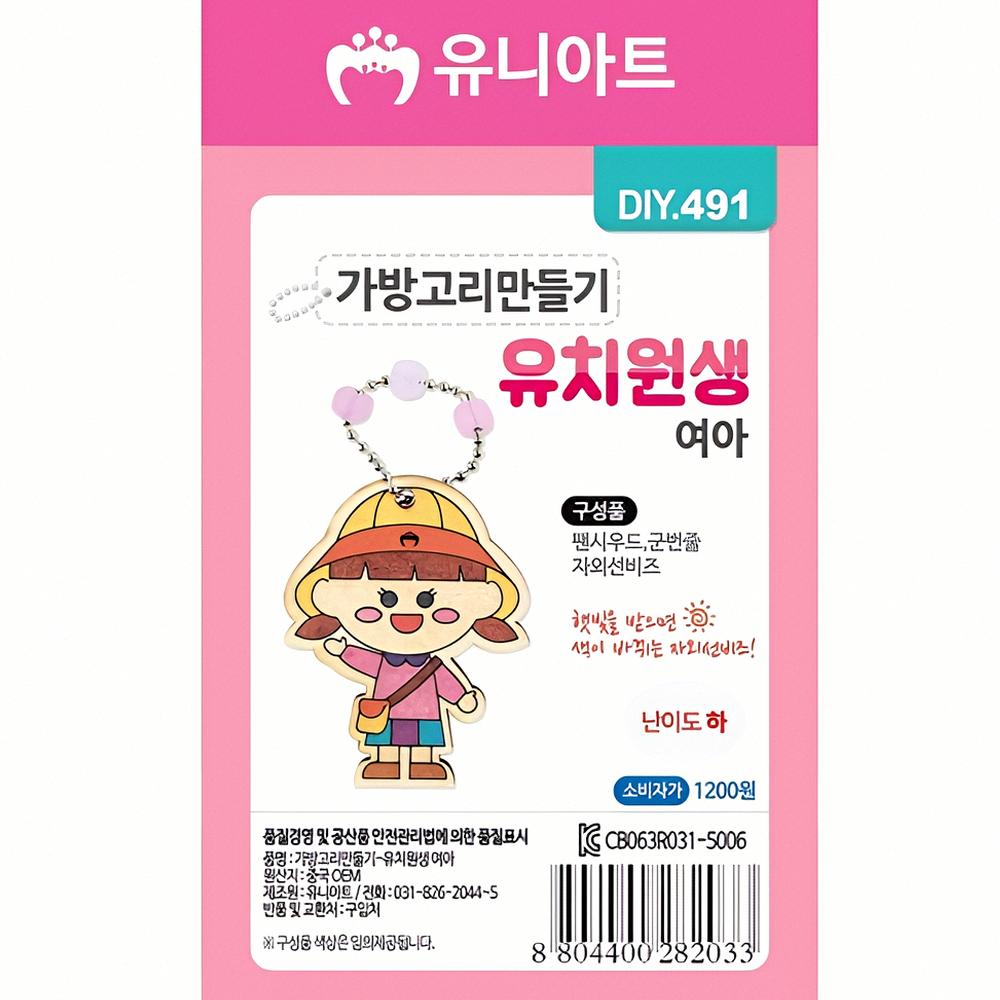 유니아트
DIY.491
가방고리만들기
유치원생
여아
구성품
팬시우드,군번줄
자외선비즈
햇빛을 받으면
색이 바뀌는 자외선비즈!
난이도 하
소비자가 1200원
품질경영 및 공산품 안전관리법에 의한 품질표시
품명 : 가방고리만들기-유치원생 여아
원산지 : 중국 OEM
제조원 : 유니아트 / 전화 : 031-826-2044~5
반품 및 교환처 : 구입처
※ 구성품 색상은 임의제공됩니다.
CB063R031-5006
8 804400 282033